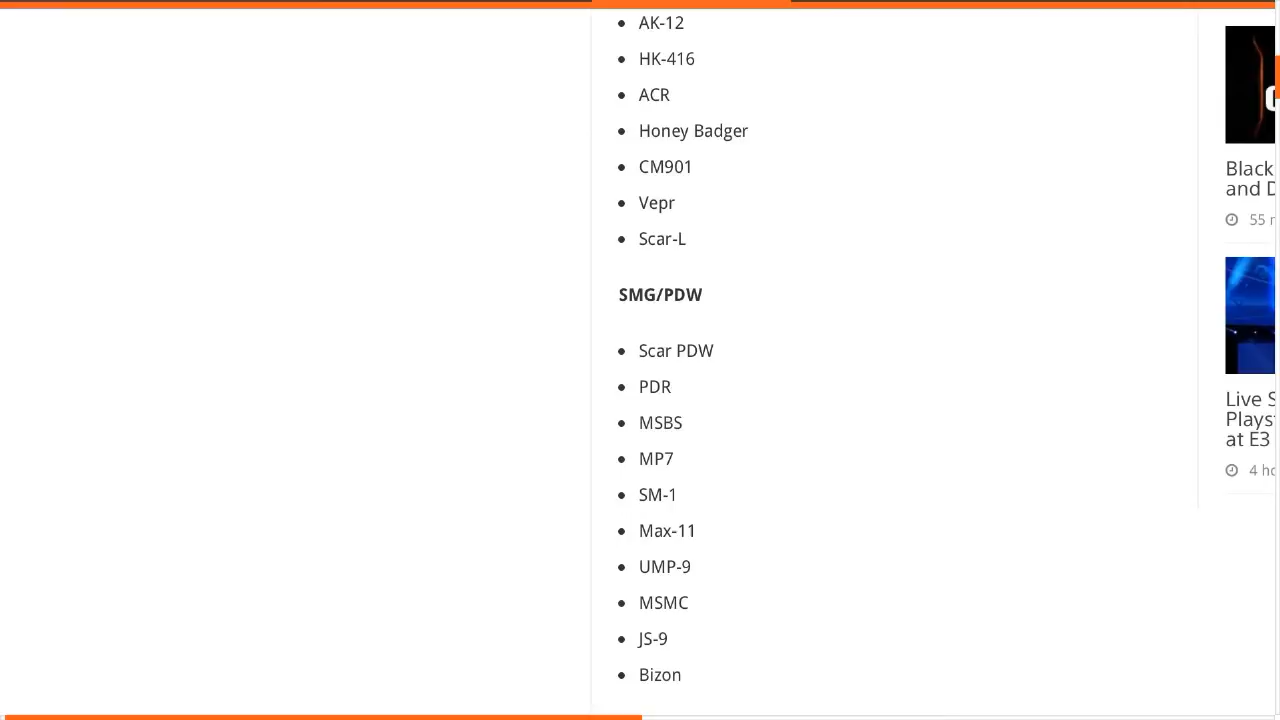 AK-12
HK-416
ACR
Honey Badger
CM901
Vepr
Scar-L
SMG/PDW
Scar PDW
PDR
MSBS
MP7
SM-1
Max-11
UMP-9
MSMC
JS-9
Bizon
Black
and
55
Live
at E3
4